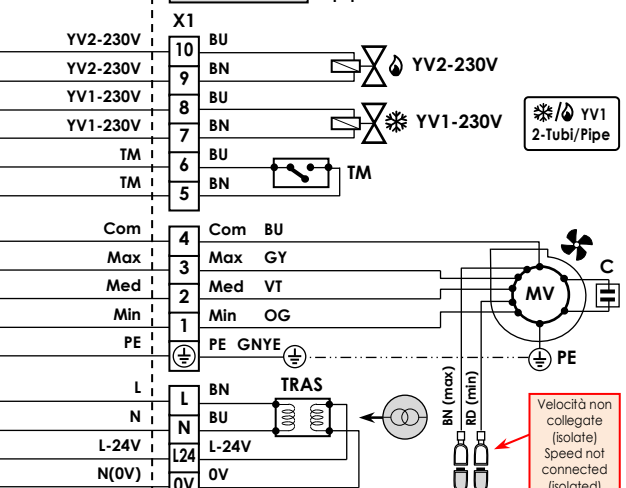 X1
YV2-230V 10 BU
YV2-230V 9 BN
YV2-230V
YV1-230V 8 BU
YV1-230V 7 BN
YV1-230V
/ YV1
2-Tubi/Pipe
TM 6 BU
TM 5 BN
TM
Com 4 Com BU
Max 3 Max GY
Med 2 Med VT
Min 1 Min OG
PE PE GNYE
MV
C
PE
BN (max)
RD (min)
L L BN
N N BU
L-24V L24 L-24V
N(0V) 0V 0V
TRAS
Velocità non
collegate
(isolate)
Speed not
connected
(isolated)